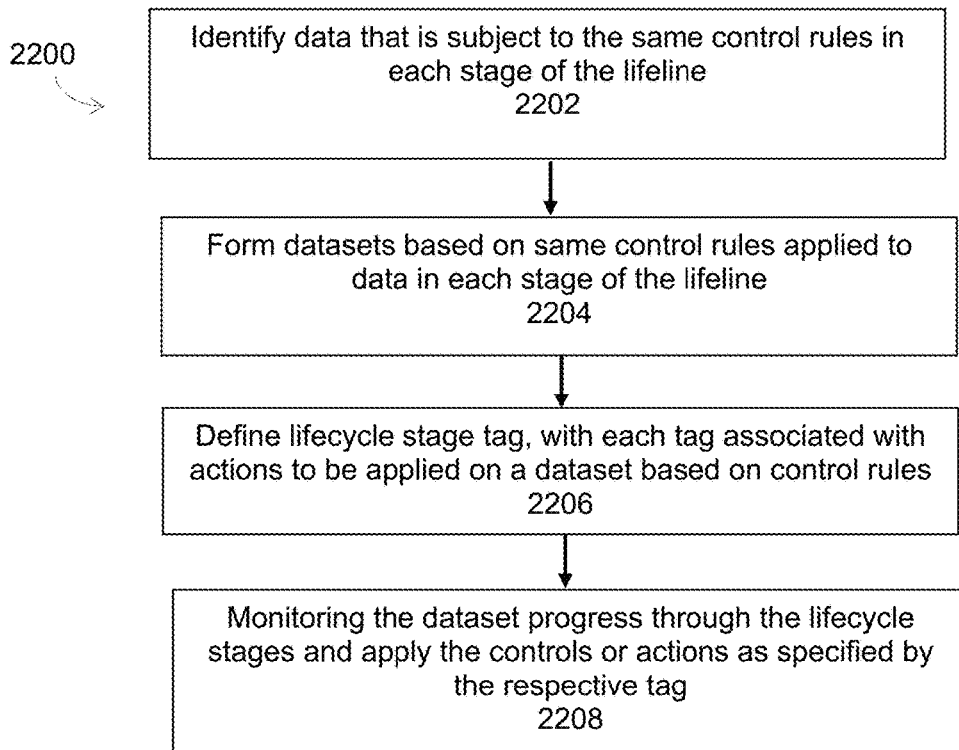 2200
Identify data that is subject to the same control rules in
each stage of the lifeline
2202
Form datasets based on same control rules applied to
data in each stage of the lifeline
2204
Define lifecycle stage tag, with each tag associated with
actions to be applied on a dataset based on control rules
2206
Monitoring the dataset progress through the lifecycle
stages and apply the controls or actions as specified by
the respective tag
2208